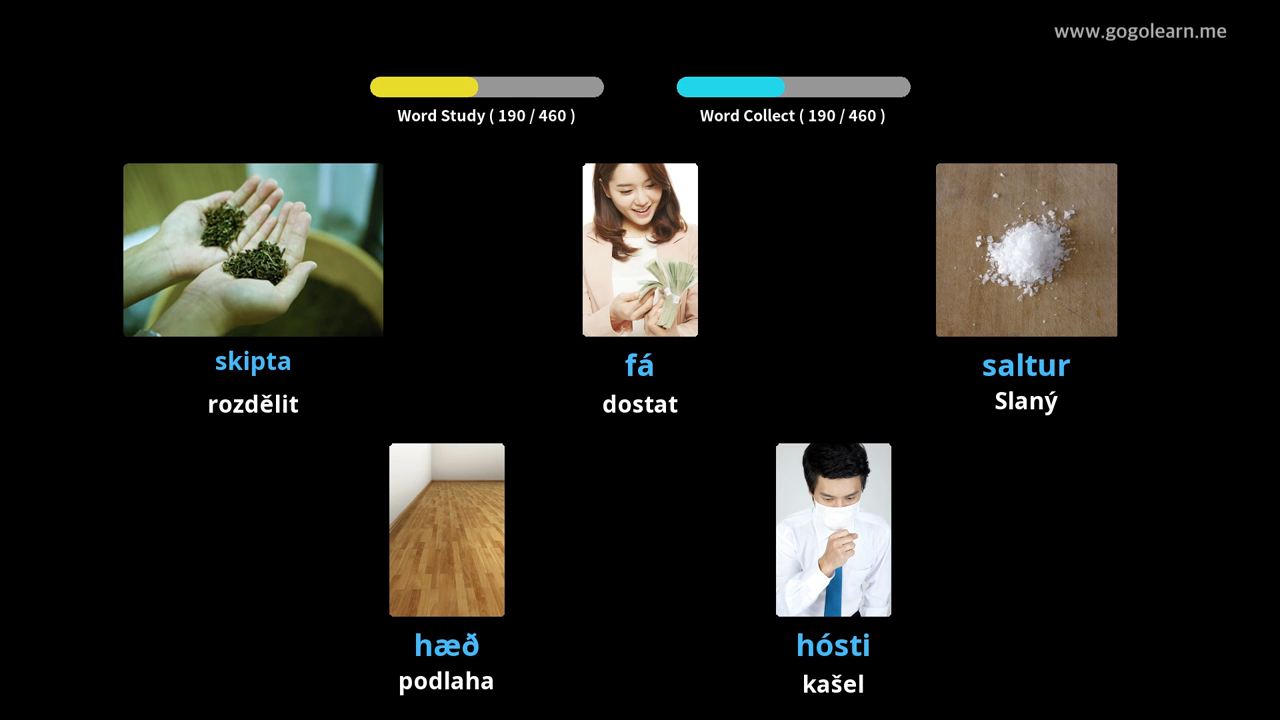 www.gogolearn.me
Word Study ( 190 / 460 )
Word Collect ( 190 / 460 )
skipta
rozdělit
fá
dostat
saltur
Slaný
hæð
podlaha
hósti
kašel